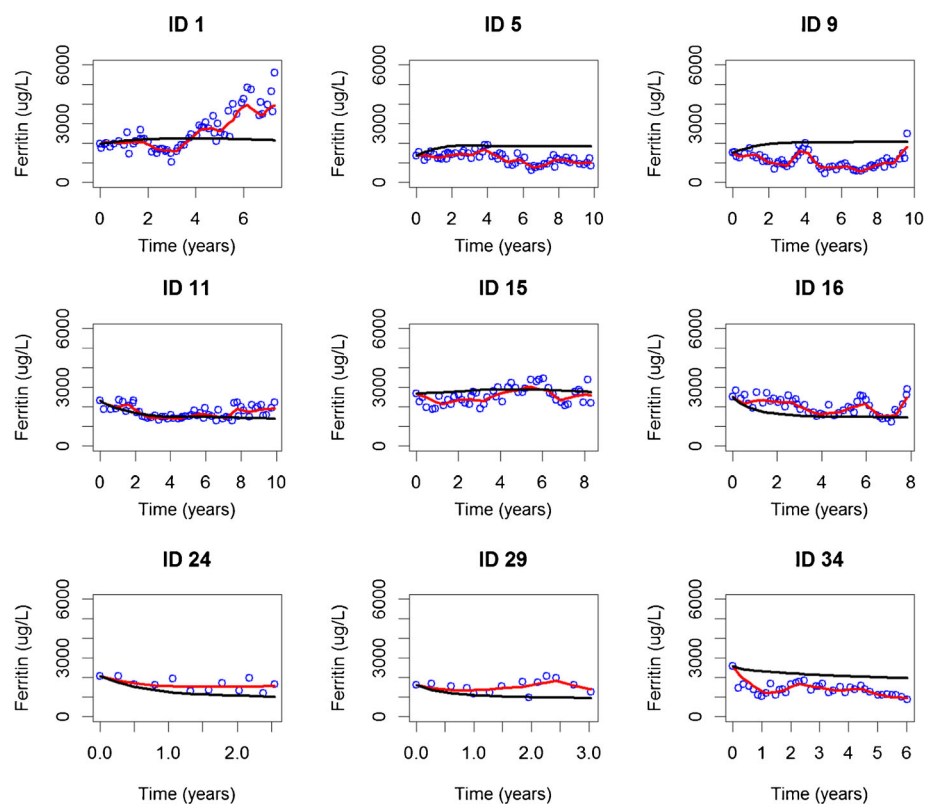 ID 1 ID 5 ID 9
Ferritin (ug/L) Ferritin (ug/L) Ferritin (ug/L)
6000 6000 6000
3000 3000 3000
0 0 0
0 2 4 6 0 2 4 6 8 10 0 2 4 6 8 10
Time (years) Time (years) Time (years)
ID 11 ID 15 ID 16
Ferritin (ug/L) Ferritin (ug/L) Ferritin (ug/L)
6000 6000 6000
3000 3000 3000
0 0 0
0 2 4 6 8 10 0 2 4 6 8 0 2 4 6 8
Time (years) Time (years) Time (years)
ID 24 ID 29 ID 34
Ferritin (ug/L) Ferritin (ug/L) Ferritin (ug/L)
6000 6000 6000
3000 3000 3000
0 0 0
0.0 1.0 2.0 0.0 1.0 2.0 3.0 0 1 2 3 4 5 6
Time (years) Time (years) Time (years)